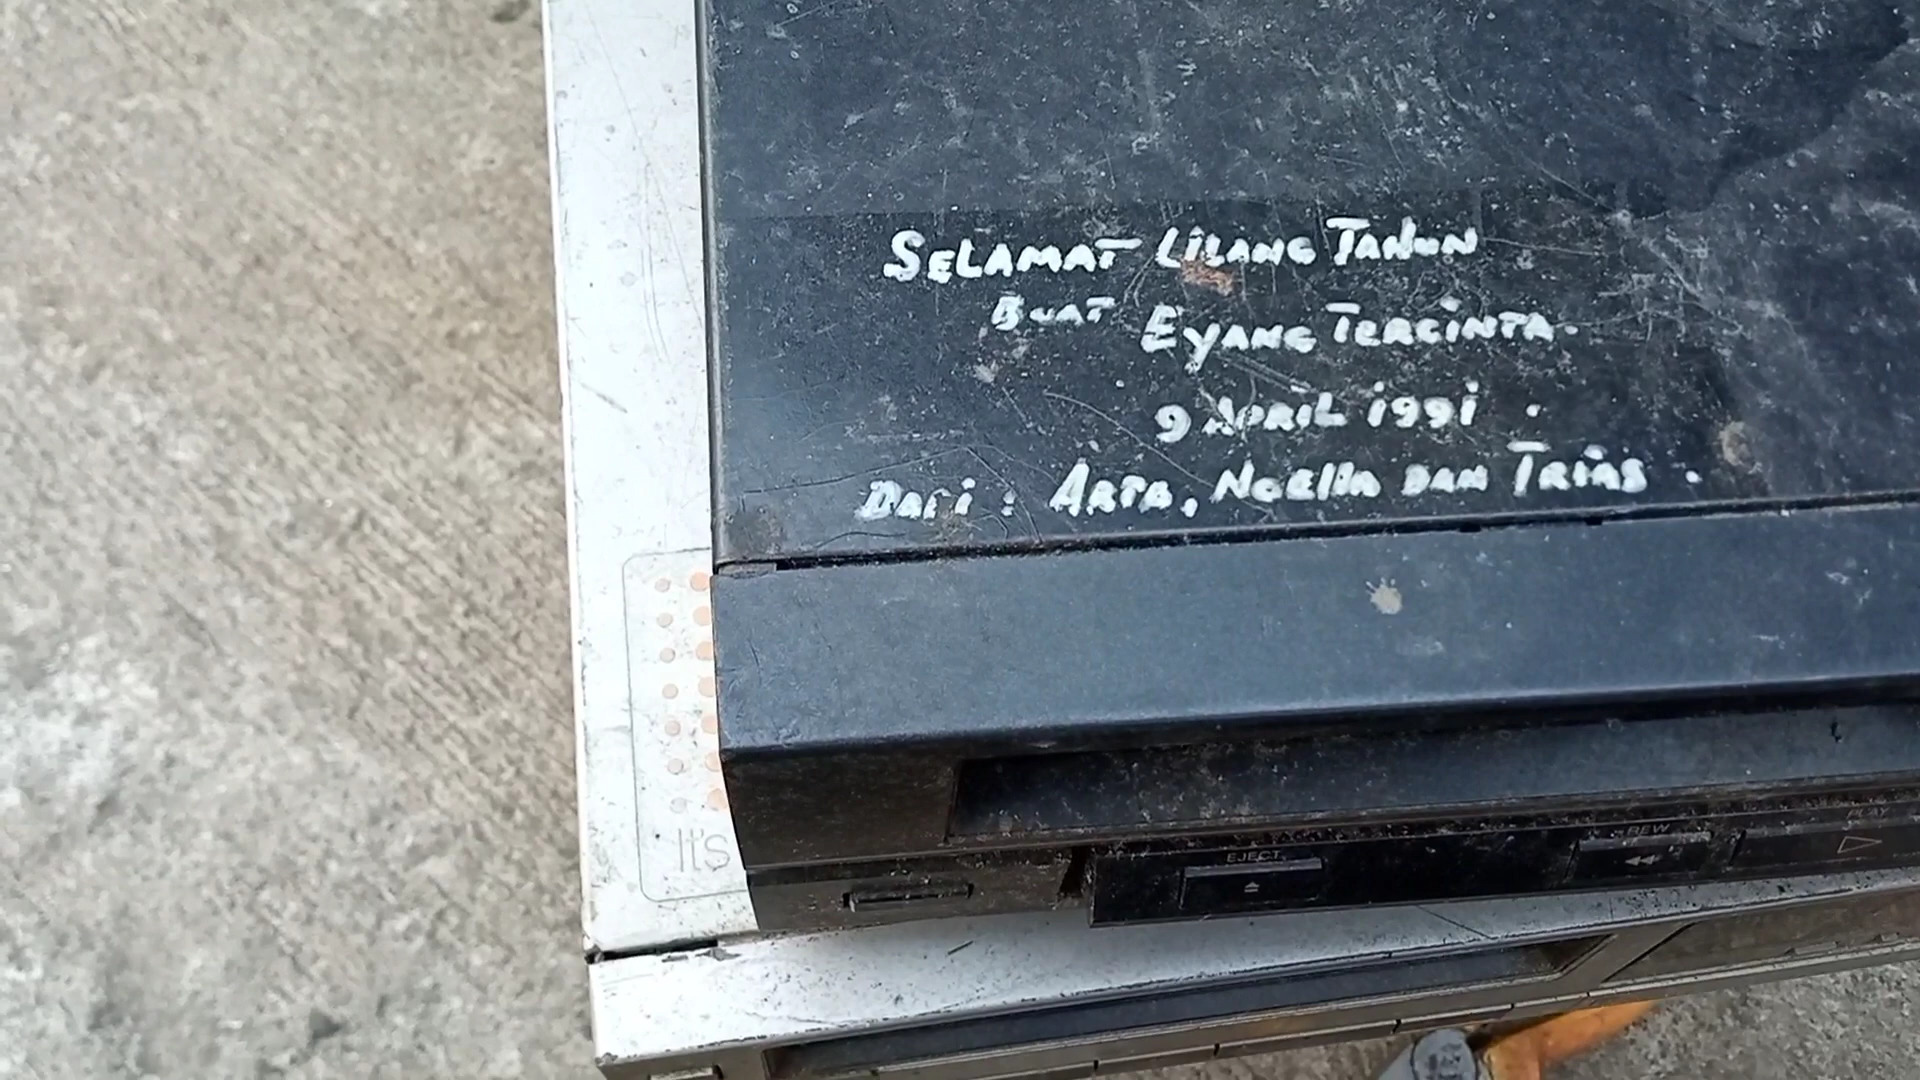 SELAMAT ULANG TAHUN
BUAT EYANG TERCINTA.
9 APRIL 1991.
DARI: ARTA, NOELLA DAN TRIAS.
It's
EJECT
REW
PLAY